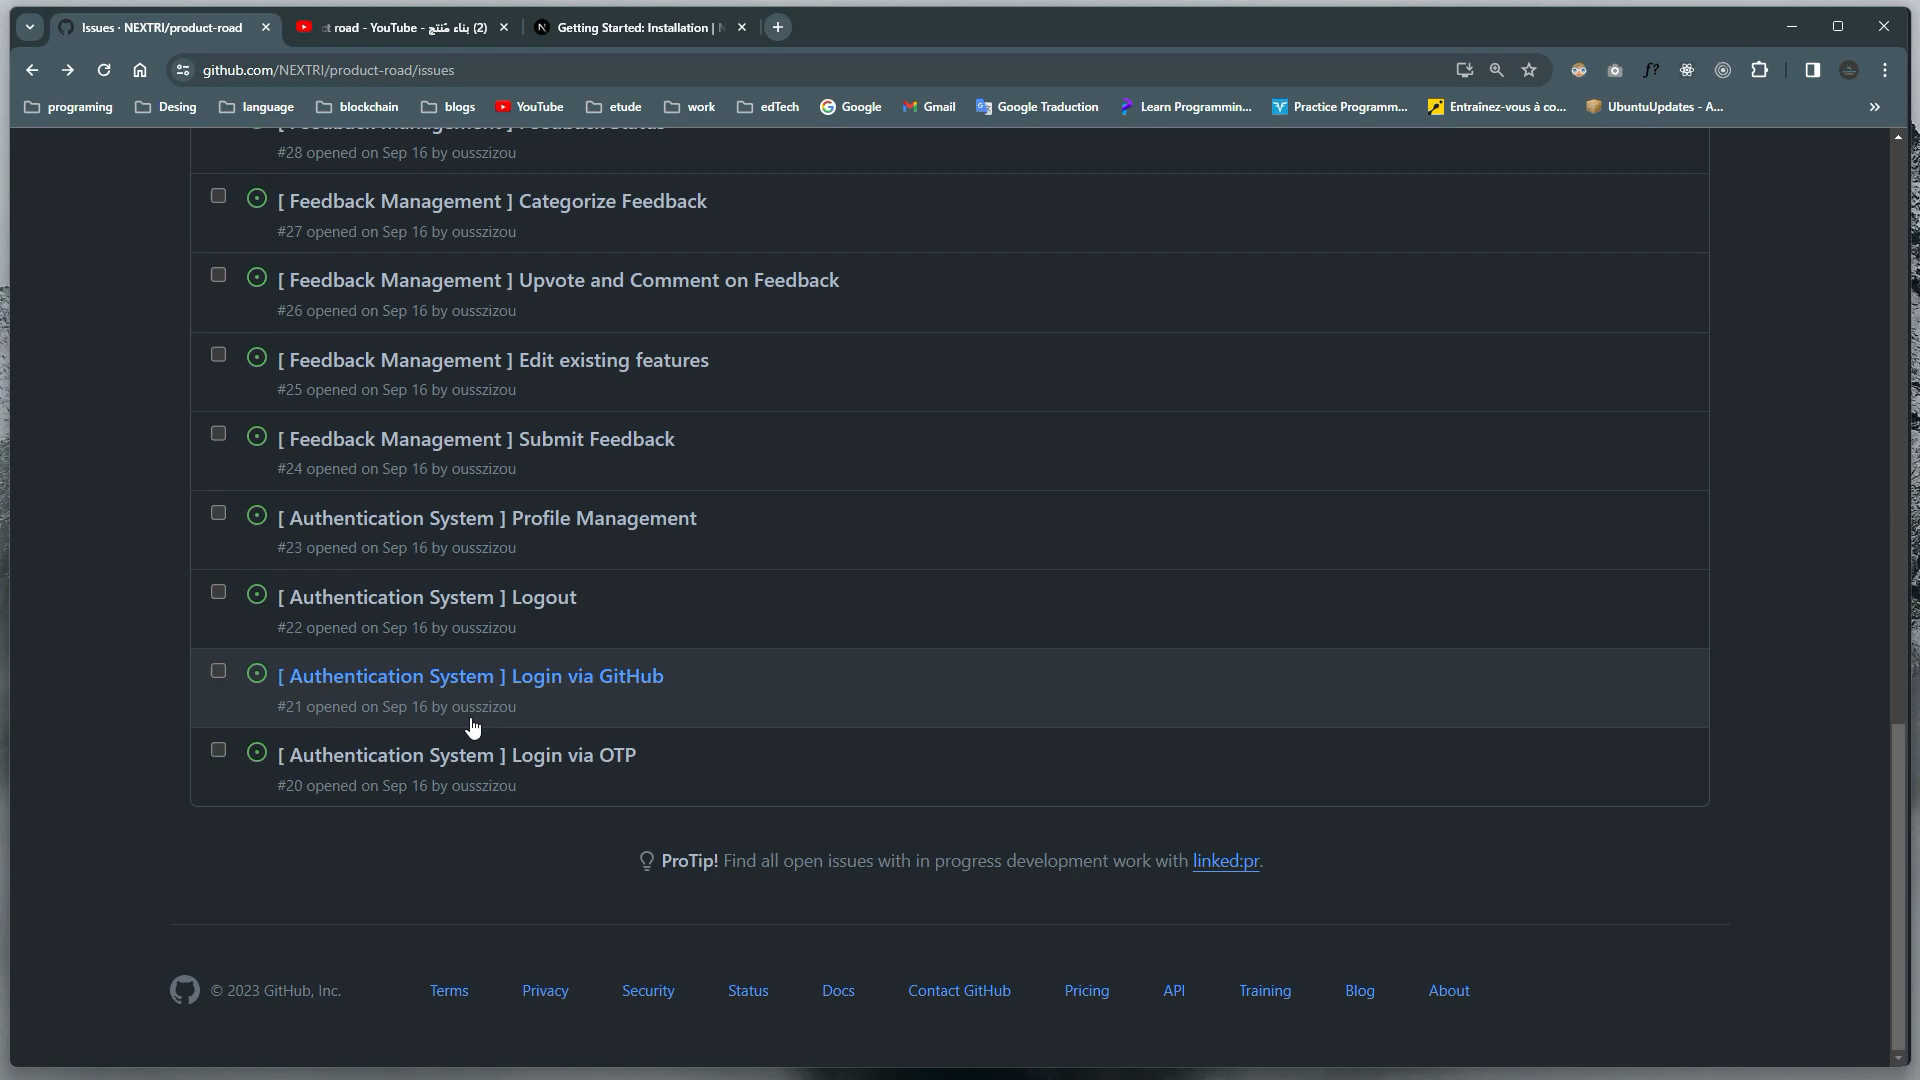 Issues · NEXTRI/product-road
ct road - YouTube - بناء مُنتج (2)
Getting Started: Installation |
github.com/NEXTRI/product-road/issues
programing
Desing
language
blockchain
blogs
YouTube
etude
work
edTech
Google
Gmail
Google Traduction
Learn Programmin...
Practice Programm...
Entraînez-vous à co...
UbuntuUpdates - A...
[ Feedback Management ] Feedback Status
#28 opened on Sep 16 by ousszizou
[ Feedback Management ] Categorize Feedback
#27 opened on Sep 16 by ousszizou
[ Feedback Management ] Upvote and Comment on Feedback
#26 opened on Sep 16 by ousszizou
[ Feedback Management ] Edit existing features
#25 opened on Sep 16 by ousszizou
[ Feedback Management ] Submit Feedback
#24 opened on Sep 16 by ousszizou
[ Authentication System ] Profile Management
#23 opened on Sep 16 by ousszizou
[ Authentication System ] Logout
#22 opened on Sep 16 by ousszizou
[ Authentication System ] Login via GitHub
#21 opened on Sep 16 by ousszizou
[ Authentication System ] Login via OTP
#20 opened on Sep 16 by ousszizou
ProTip! Find all open issues with in progress development work with linked:pr.
© 2023 GitHub, Inc.
Terms
Privacy
Security
Status
Docs
Contact GitHub
Pricing
API
Training
Blog
About